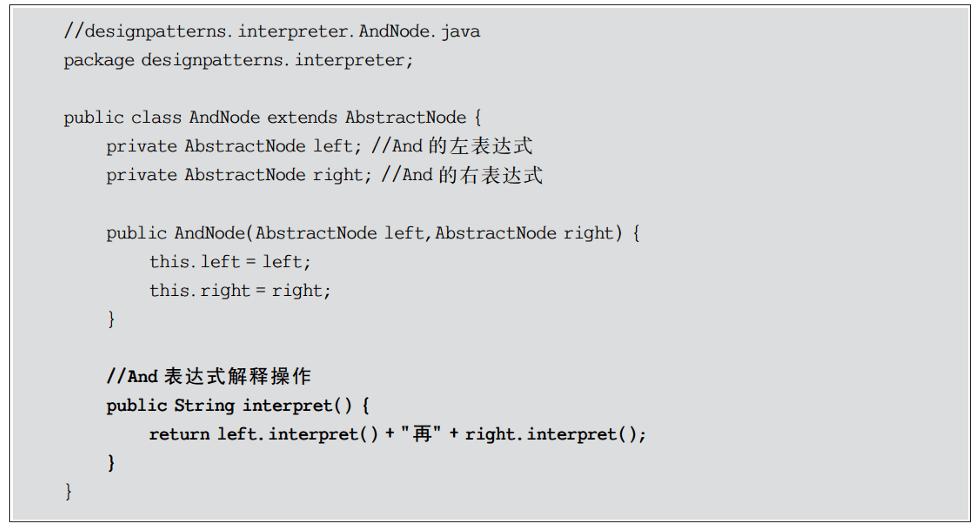 //designpatterns.interpreter.AndNode.java
package designpatterns.interpreter;
public class AndNode extends AbstractNode {
private AbstractNode left; //And 的左表达式
private AbstractNode right; //And 的右表达式
public AndNode(AbstractNode left,AbstractNode right) {
this.left = left;
this.right = right;
}
//And 表达式解释操作
public String interpret() {
return left.interpret() + "再" + right.interpret();
}
}